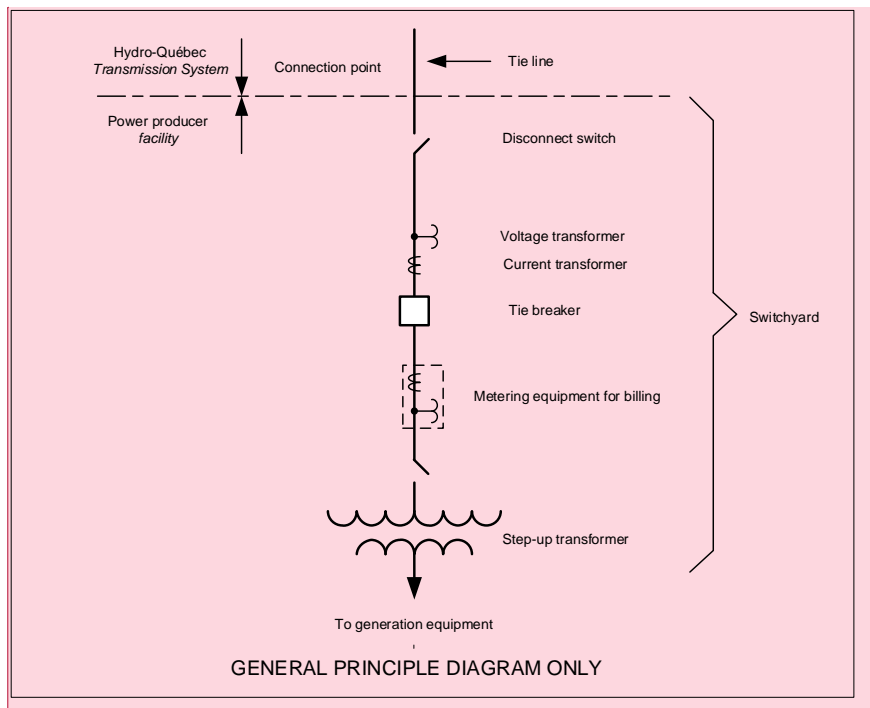 Hydro-Québec
Transmission System
Connection point
Tie line
Power producer
facility
Disconnect switch
Voltage transformer
Current transformer
Tie breaker
Switchyard
Metering equipment for billing
Step-up transformer
To generation equipment
GENERAL PRINCIPLE DIAGRAM ONLY